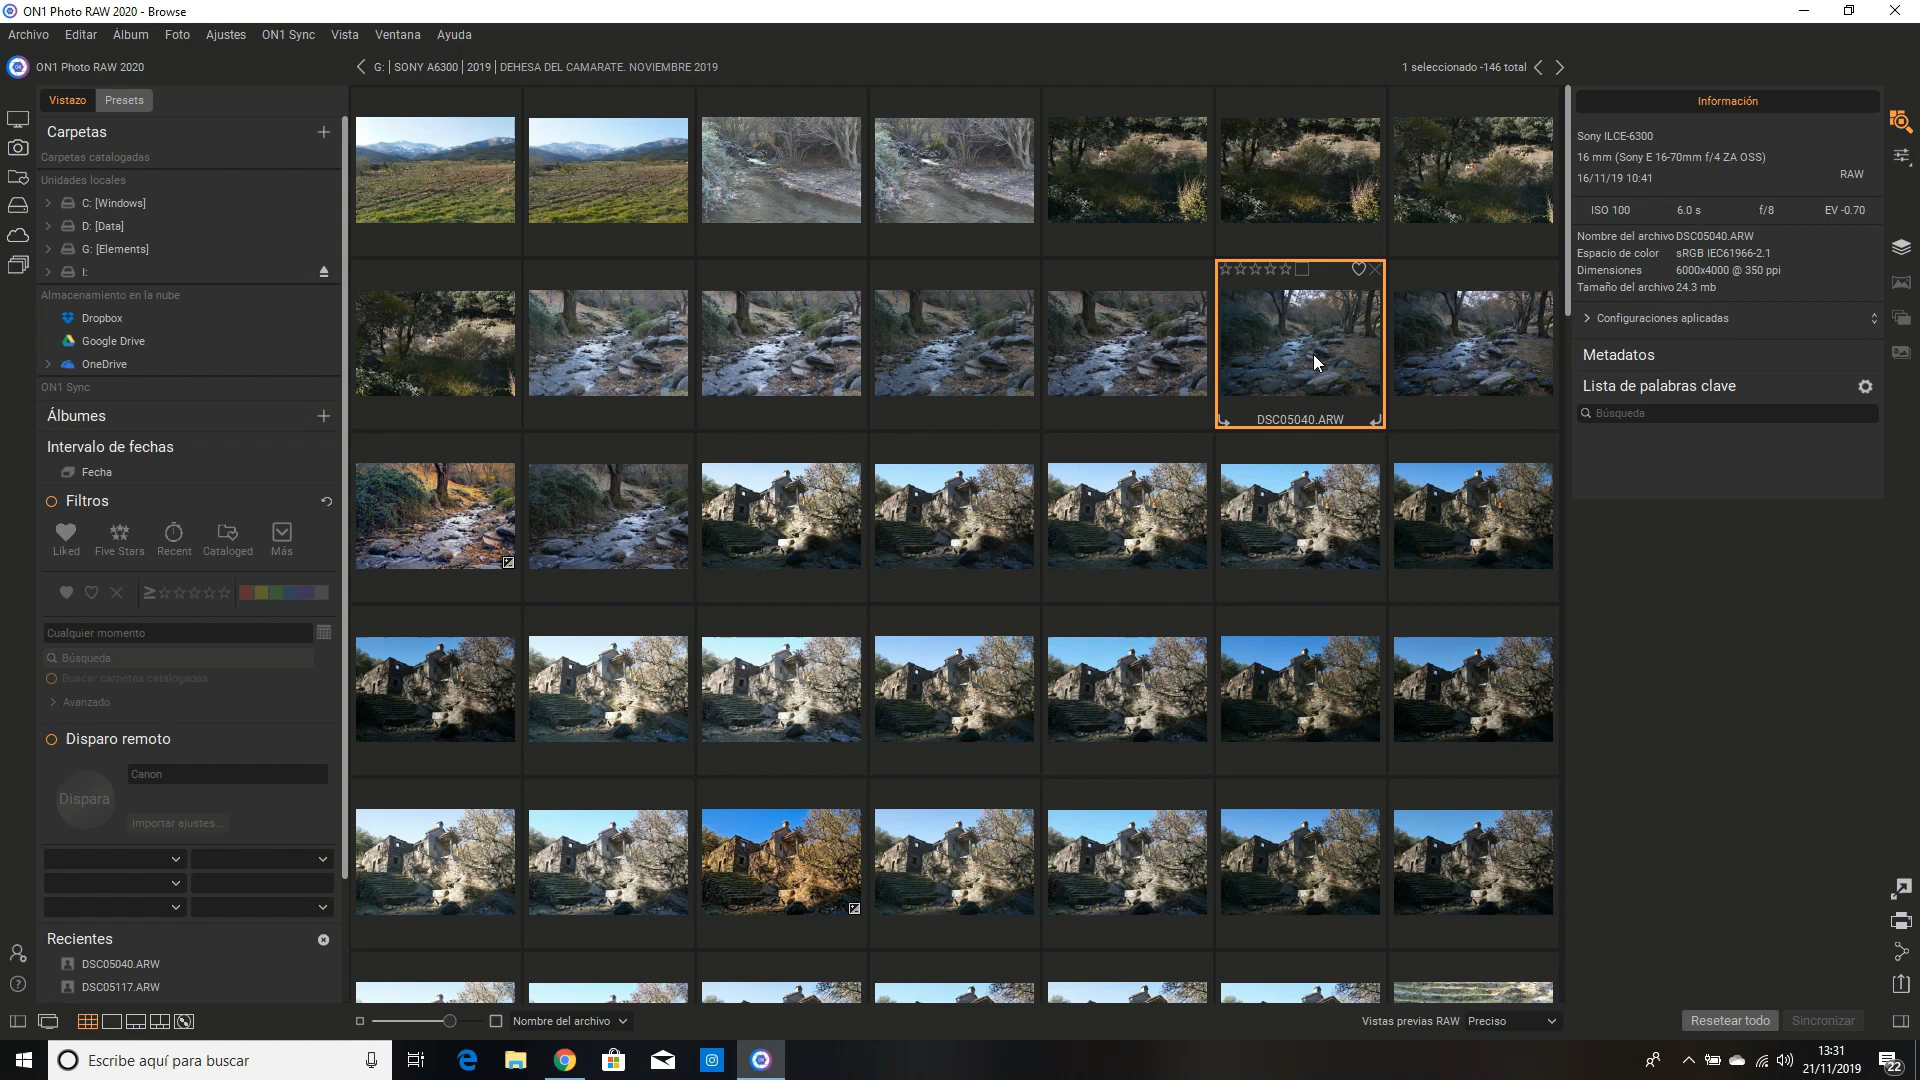 ON1 Photo RAW 2020 - Browse
Archivo Editar Álbum Foto Ajustes ON1 Sync Vista Ventana Ayuda
ON1 Photo RAW 2020
G: SONY A6300 2019 DEHESA DEL CAMARATE. NOVIEMBRE 2019
1 seleccionado -146 total
Vistazo Presets
Carpetas
Carpetas catalogadas
Unidades locales
C: [Windows]
D: [Data]
G: [Elements]
I:
Almacenamiento en la nube
Dropbox
Google Drive
OneDrive
ON1 Sync
Álbumes
Intervalo de fechas
Fecha
Filtros
Liked Five Stars Recent Cataloged Más
Cualquier momento
Búsqueda
Buscar carpetas catalogadas
Avanzado
Disparo remoto
Canon
Dispara
Importar ajustes...
Recientes
DSC05040.ARW
DSC05117.ARW
DSC05040.ARW
Información
Sony ILCE-6300
16 mm (Sony E 16-70mm f/4 ZA OSS)
16/11/19 10:41
RAW
ISO 100 6.0 s f/8 EV -0.70
Nombre del archivo DSC05040.ARW
Espacio de color sRGB IEC61966-2.1
Dimensiones 6000x4000 @ 350 ppi
Tamaño del archivo 24.3 mb
Configuraciones aplicadas
Metadatos
Lista de palabras clave
Búsqueda
Nombre del archivo
Vistas previas RAW Preciso
Resetear todo Sincronizar
Escribe aquí para buscar
13:31
21/11/2019
22